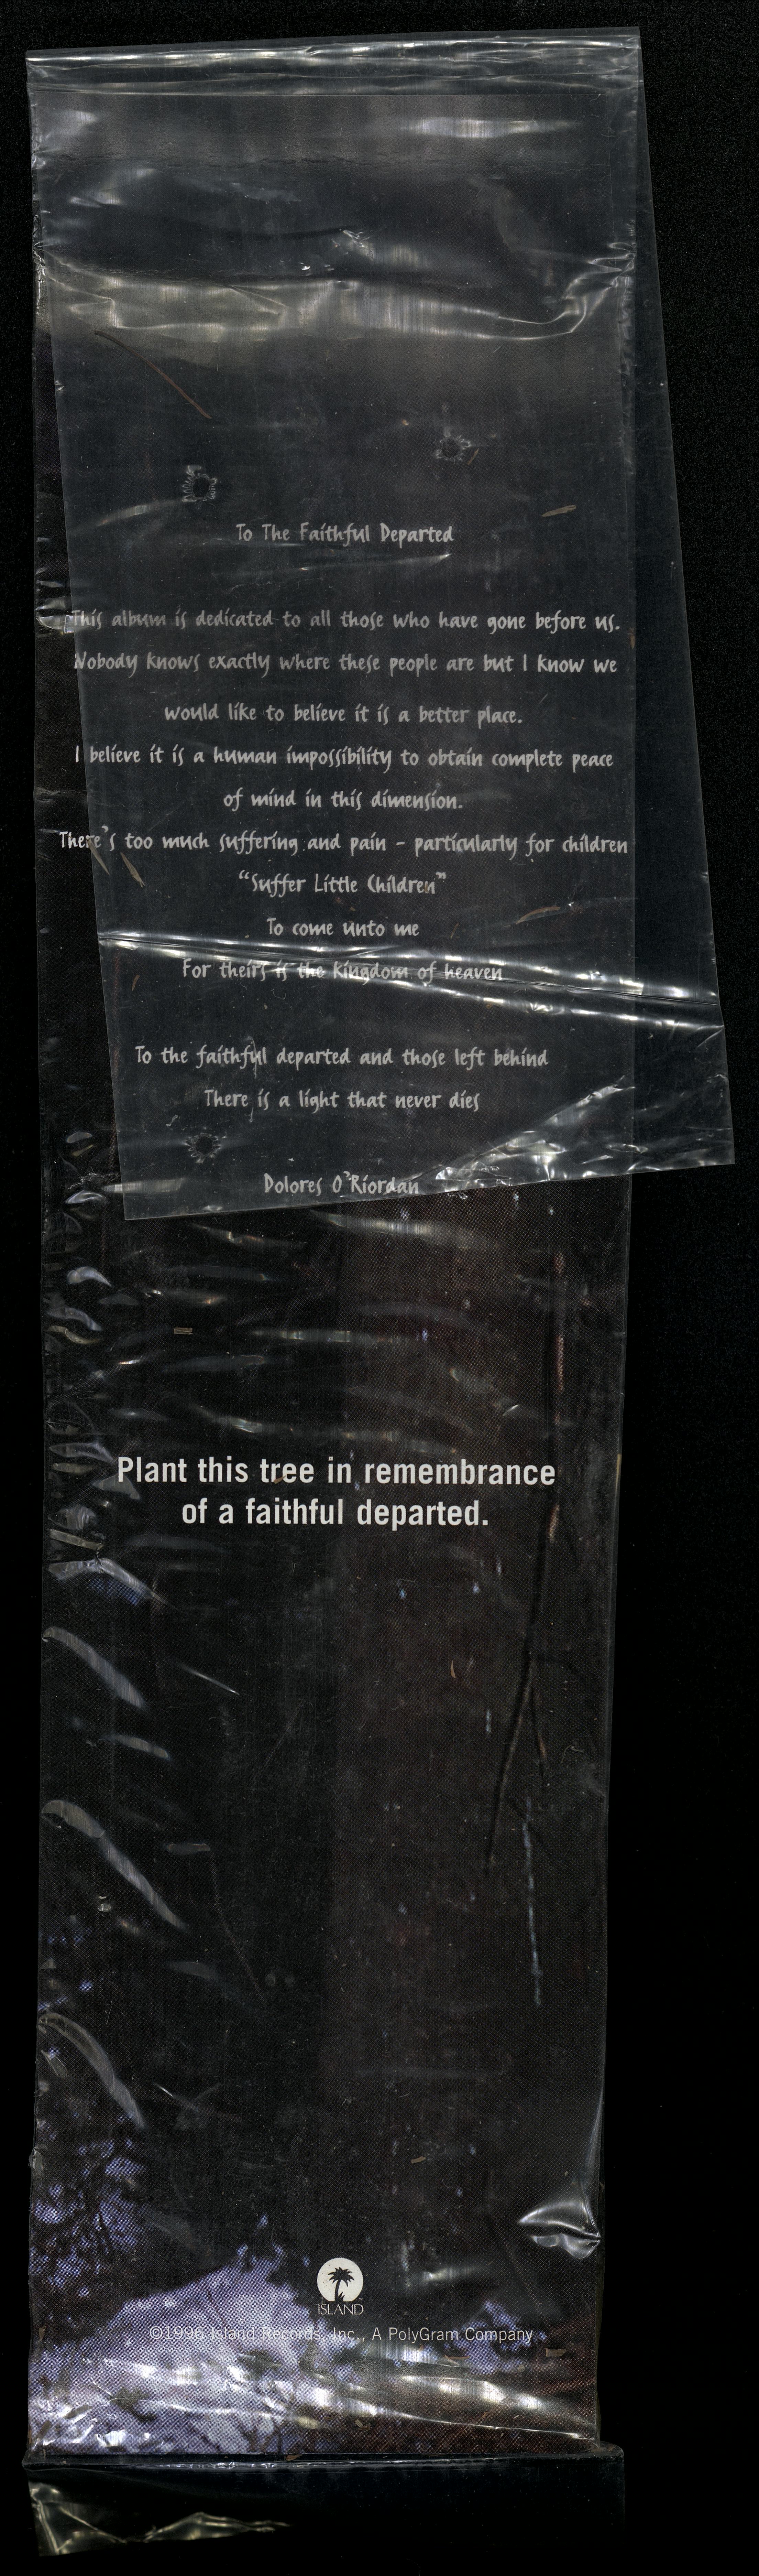 To The Faithful Departed
This album is dedicated to all those who have gone before us.
Nobody knows exactly where these people are but I know we
would like to believe it is a better place.
I believe it is a human impossibility to obtain complete peace
of mind in this dimension.
There's too much suffering and pain - particularly for children
"Suffer Little Children"
To come unto me
For theirs is the kingdom of heaven
To the faithful departed and those left behind
There is a light that never dies
Dolores O'Riordan
Plant this tree in remembrance
of a faithful departed.
ISLAND
©1996 Island Records, Inc., A PolyGram Company